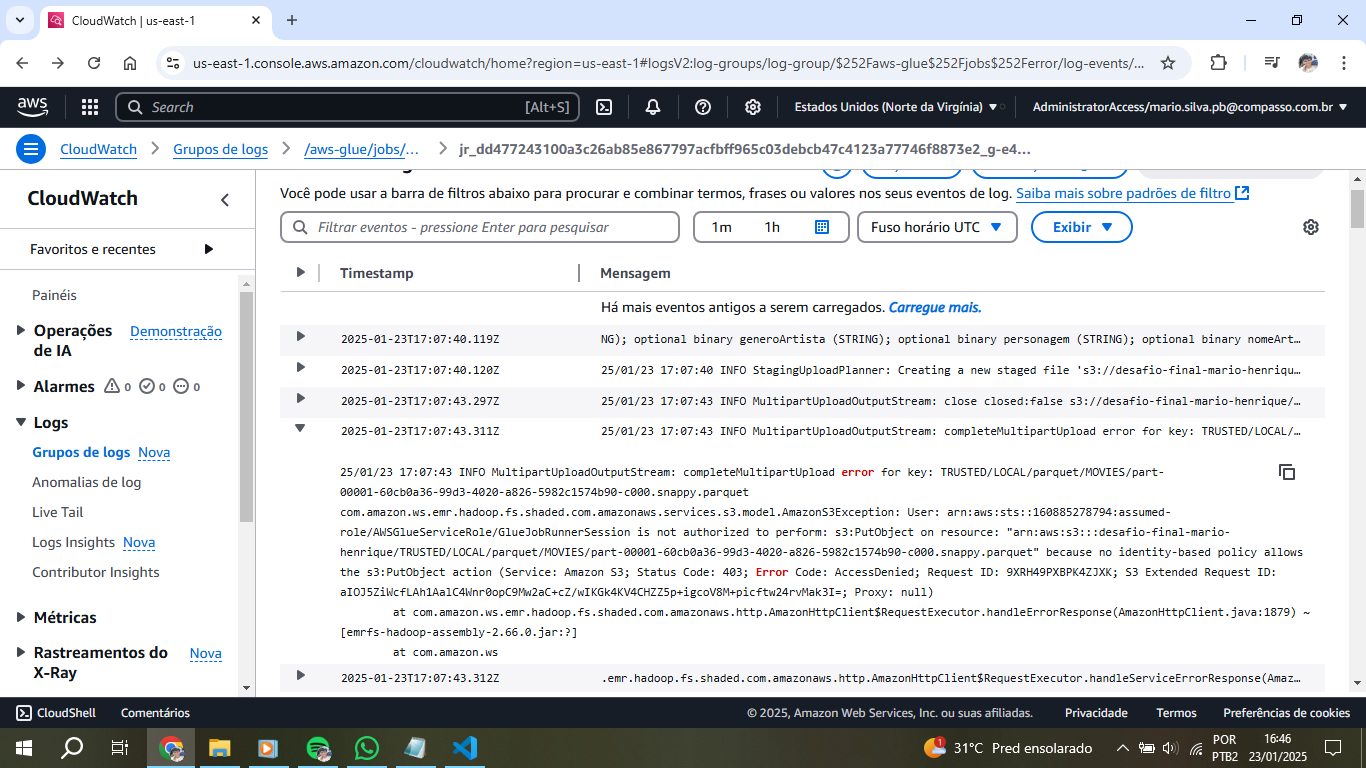 CloudWatch | us-east-1
us-east-1.console.aws.amazon.com/cloudwatch/home?region=us-east-1#logsV2:log-groups/log-group/$252Faws-glue$252Fjobs$252Ferror/log-events/...
aws
Search [Alt+S]
Estados Unidos (Norte da Virgínia)
AdministratorAccess/mario.silva.pb@compasso.com.br
CloudWatch
Grupos de logs
/aws-glue/jobs/...
jr_dd477243100a3c26ab85e867797acfbff965c03debcb47c4123a77746f8873e2_g-e4...
CloudWatch
Favoritos e recentes
Painéis
Operações de IA
Demonstração
Alarmes
0
0
0
Logs
Grupos de logs
Nova
Anomalias de log
Live Tail
Logs Insights
Nova
Contributor Insights
Métricas
Rastreamentos do X-Ray
Nova
Você pode usar a barra de filtros abaixo para procurar e combinar termos, frases ou valores nos seus eventos de log. Saiba mais sobre padrões de filtro
Filtrar eventos - pressione Enter para pesquisar
1m
1h
Fuso horário UTC
Exibir
Timestamp
Mensagem
Há mais eventos antigos a serem carregados. Carregue mais.
2025-01-23T17:07:40.119Z NG); optional binary generoArtista (STRING); optional binary personagem (STRING); optional binary nomeArt...
2025-01-23T17:07:40.120Z 25/01/23 17:07:40 INFO StagingUploadPlanner: Creating a new staged file 's3://desafio-final-mario-henriqu...
2025-01-23T17:07:43.297Z 25/01/23 17:07:43 INFO MultipartUploadOutputStream: close closed:false s3://desafio-final-mario-henrique/...
2025-01-23T17:07:43.311Z 25/01/23 17:07:43 INFO MultipartUploadOutputStream: completeMultipartUpload error for key: TRUSTED/LOCAL/...
25/01/23 17:07:43 INFO MultipartUploadOutputStream: completeMultipartUpload error for key: TRUSTED/LOCAL/parquet/MOVIES/part-
00001-60cb0a36-99d3-4020-a826-5982c1574b90-c000.snappy.parquet
com.amazon.ws.emr.hadoop.fs.shaded.com.amazonaws.services.s3.model.AmazonS3Exception: User: arn:aws:sts::160885278794:assumed-
role/AWSGlueServiceRole/GlueJobRunnerSession is not authorized to perform: s3:PutObject on resource: "arn:aws:s3:::desafio-final-mario-
henrique/TRUSTED/LOCAL/parquet/MOVIES/part-00001-60cb0a36-99d3-4020-a826-5982c1574b90-c000.snappy.parquet" because no identity-based policy allows
the s3:PutObject action (Service: Amazon S3; Status Code: 403; Error Code: AccessDenied; Request ID: 9XRH49PXBPK4ZJXK; S3 Extended Request ID:
aIOJ5ZiWcfLAh1AalC4Wnr0opC9Mw2aC+cZ/wIKGk4KV4CHZZ5p+igcoV8M+picftw24rvMak3I=; Proxy: null)
at com.amazon.ws.emr.hadoop.fs.shaded.com.amazonaws.http.AmazonHttpClient$RequestExecutor.handleErrorResponse(AmazonHttpClient.java:1879) ~
[emrfs-hadoop-assembly-2.66.0.jar:?]
at com.amazon.ws
2025-01-23T17:07:43.312Z .emr.hadoop.fs.shaded.com.amazonaws.http.AmazonHttpClient$RequestExecutor.handleServiceErrorResponse(Amaz...
CloudShell
Comentários
© 2025, Amazon Web Services, Inc. ou suas afiliadas.
Privacidade
Termos
Preferências de cookies
1
31°C Pred ensolarado
POR
PTB2
16:46
23/01/2025